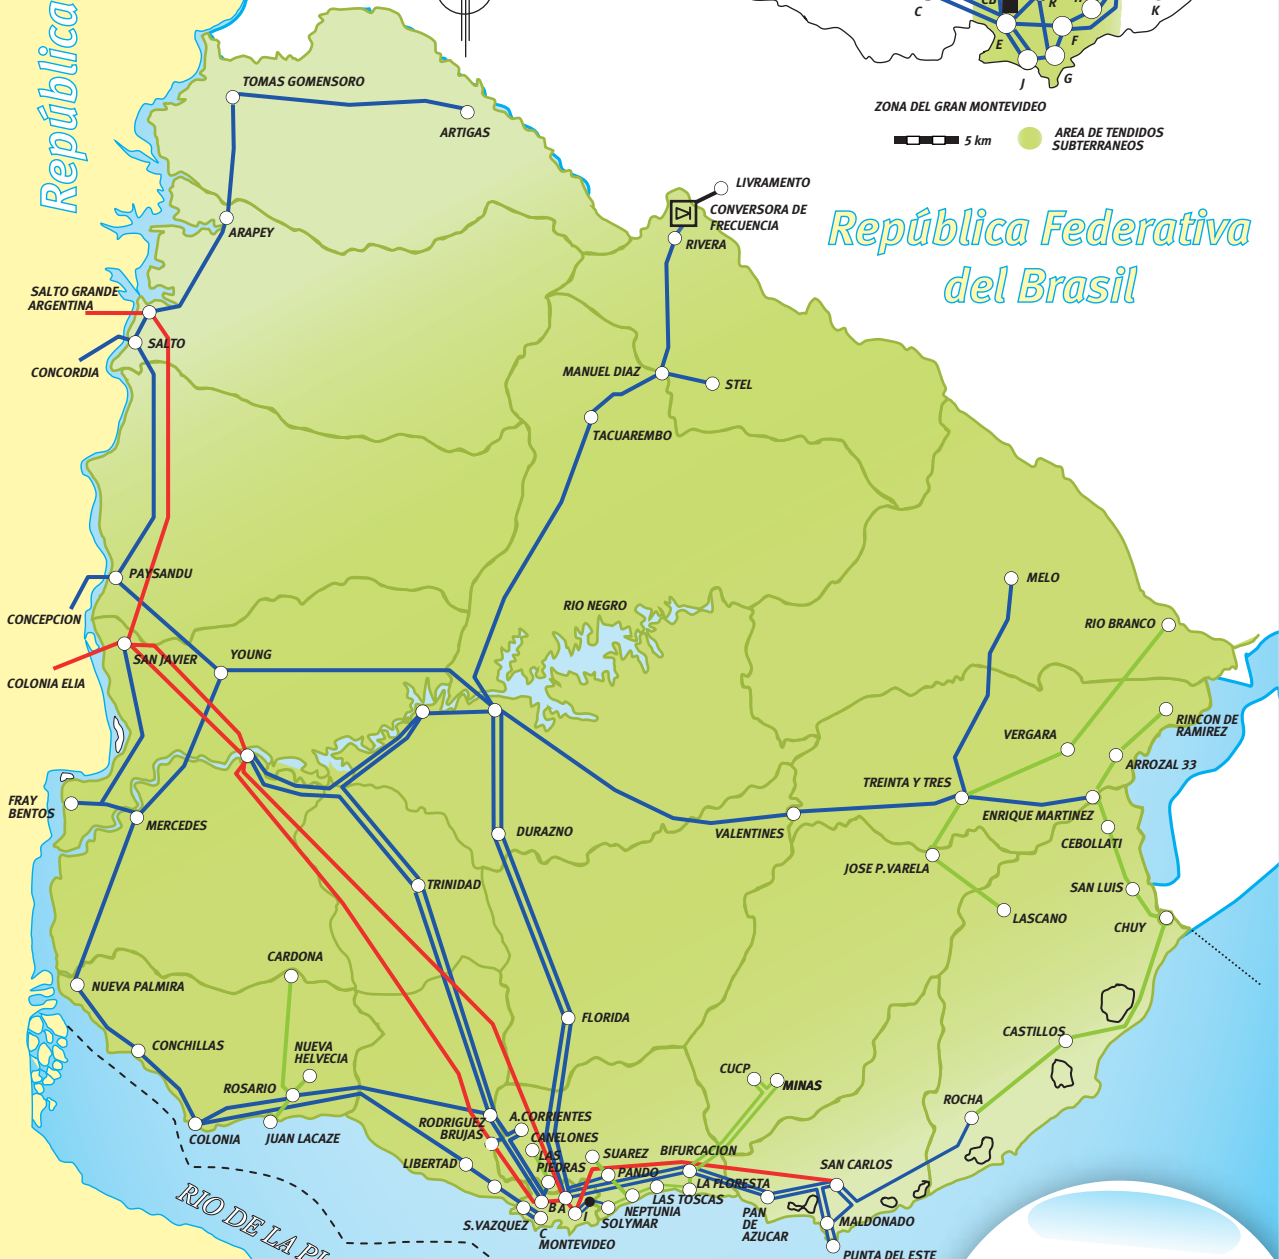 República
C
CB
R
H
K
E
F
J
G
ZONA DEL GRAN MONTEVIDEO
5 km
AREA DE TENDIDOS
SUBTERRANEOS
TOMAS GOMENSORO
ARTIGAS
LIVRAMENTO
CONVERSORA DE
FRECUENCIA
RIVERA
República Federativa
del Brasil
ARAPEY
SALTO GRANDE
ARGENTINA
SALTO
CONCORDIA
MANUEL DIAZ
STEL
TACUAREMBO
PAYSANDU
CONCEPCION
RIO NEGRO
MELO
RIO BRANCO
SAN JAVIER
YOUNG
COLONIA ELIA
RINCON DE
RAMIREZ
VERGARA
ARROZAL 33
TREINTA Y TRES
FRAY
BENTOS
MERCEDES
DURAZNO
VALENTINES
ENRIQUE MARTINEZ
CEBOLLATI
JOSE P.VARELA
TRINIDAD
SAN LUIS
LASCANO
CHUY
CARDONA
NUEVA PALMIRA
FLORIDA
CASTILLOS
CONCHILLAS
NUEVA
HELVECIA
CUCP
MINAS
ROSARIO
ROCHA
COLONIA
JUAN LACAZE
RODRIGUEZ
BRUJAS
A.CORRIENTES
CANELONES
LAS
PIEDRAS
SUAREZ
BIFURCACION
LIBERTAD
PANDO
SAN CARLOS
LA FLORESTA
LAS TOSCAS
NEPTUNIA
SOLYMAR
B
A
I
S.VAZQUEZ
C
MONTEVIDEO
PAN
DE
AZUCAR
MALDONADO
PUNTA DEL ESTE
RIO DE LA